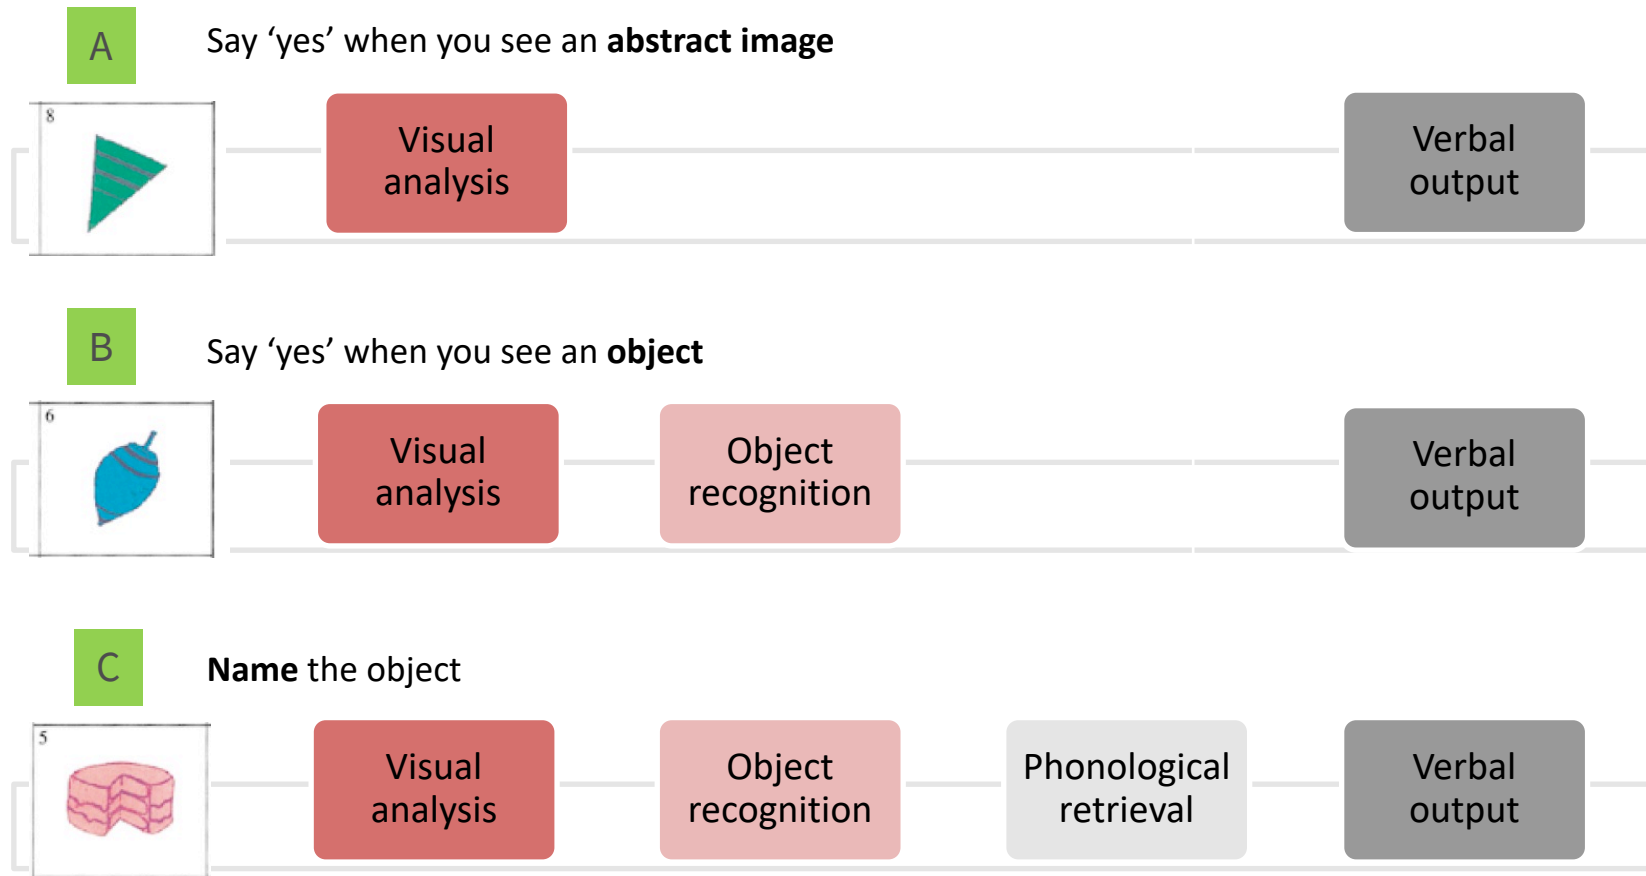 A
Say ‘yes’ when you see an abstract image
8
Visual
analysis
Verbal
output
B
Say ‘yes’ when you see an object
6
Visual
analysis
Object
recognition
Verbal
output
C
Name the object
5
Visual
analysis
Object
recognition
Phonological
retrieval
Verbal
output